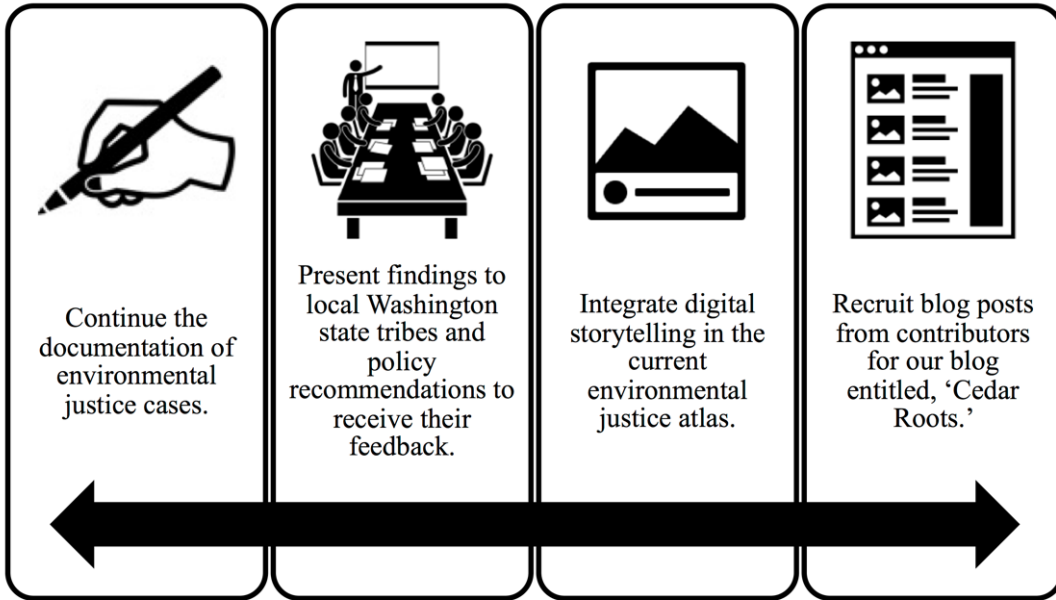 Continue the
documentation of
environmental
justice cases.
Present findings to
local Washington
state tribes and
policy
recommendations to
receive their
feedback.
Integrate digital
storytelling in the
current
environmental
justice atlas.
Recruit blog posts
from contributors
for our blog
entitled, ‘Cedar
Roots.’